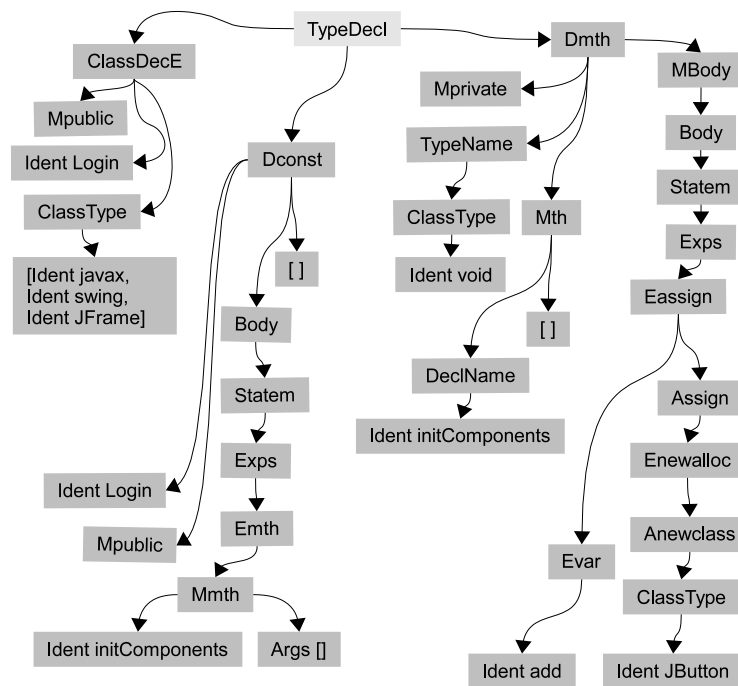 TypeDecl
ClassDecE
Dmth
MBody
Mpublic
Mprivate
Ident Login
Body
TypeName
Dconst
ClassType
Statem
ClassType
Mth
Exps
[Ident javax,
Ident swing,
Ident JFrame]
[ ]
Ident void
Eassign
Body
[ ]
DeclName
Statem
Assign
Ident initComponents
Exps
Enewalloc
Ident Login
Emth
Anewclass
Mpublic
Evar
Mmth
ClassType
Ident initComponents
Args []
Ident add
Ident JButton